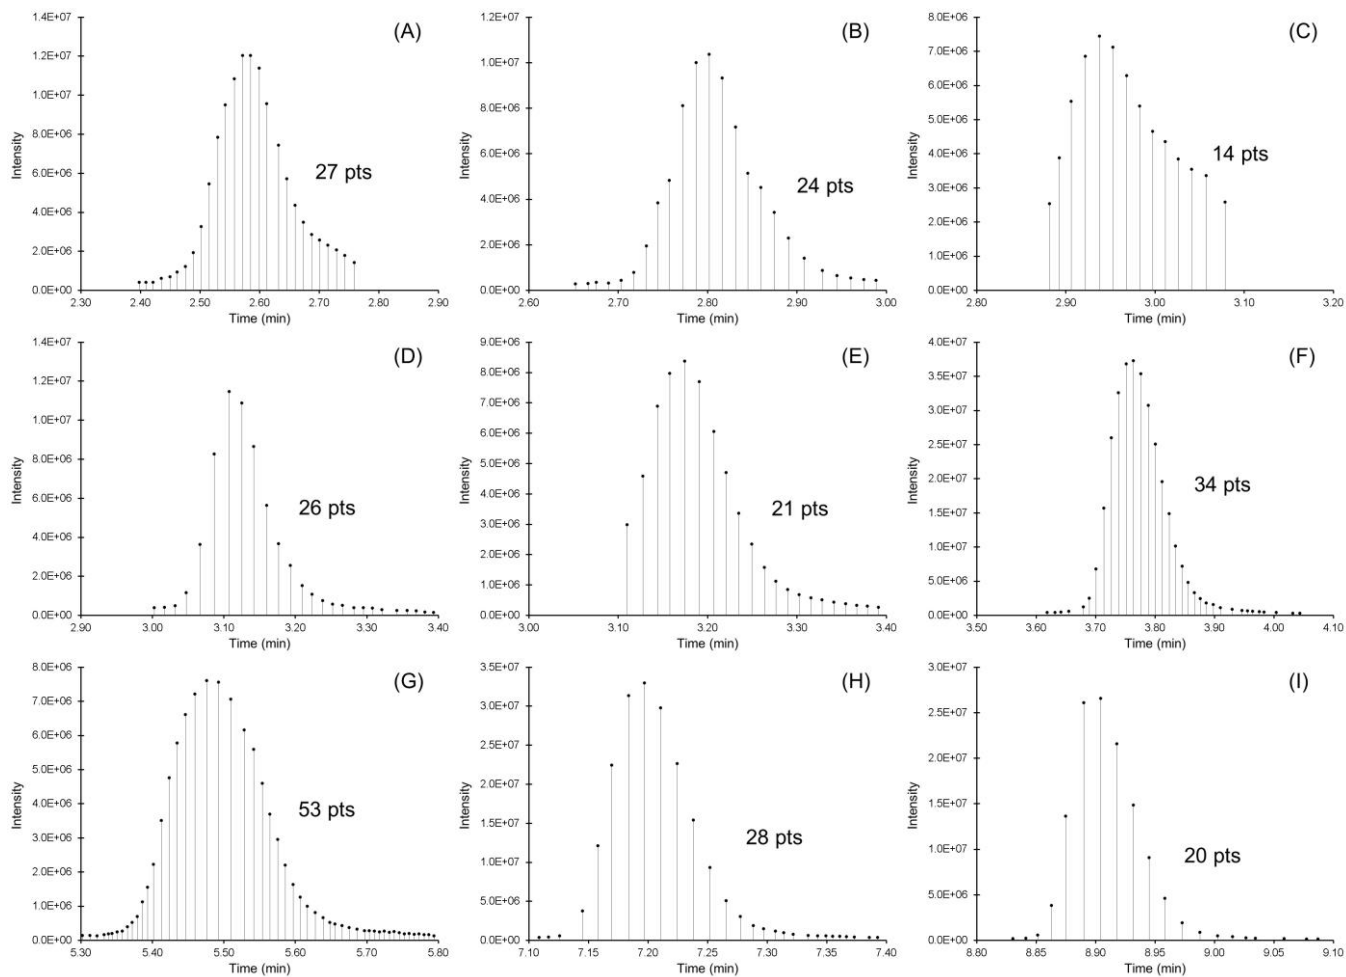 1.4E+07
1.2E+07
1.0E+07
8.0E+06
6.0E+06
4.0E+06
2.0E+06
0.0E+00
Intensity
(A)
27 pts
2.30 2.40 2.50 2.60 2.70 2.80 2.90
Time (min)
1.2E+07
1.0E+07
8.0E+06
6.0E+06
4.0E+06
2.0E+06
0.0E+00
Intensity
(B)
24 pts
2.60 2.70 2.80 2.90 3.00
Time (min)
8.0E+06
7.0E+06
6.0E+06
5.0E+06
4.0E+06
3.0E+06
2.0E+06
1.0E+06
0.0E+00
Intensity
(C)
14 pts
2.80 2.90 3.00 3.10 3.20
Time (min)
1.4E+07
1.2E+07
1.0E+07
8.0E+06
6.0E+06
4.0E+06
2.0E+06
0.0E+00
Intensity
(D)
26 pts
2.90 3.00 3.10 3.20 3.30 3.40
Time (min)
9.0E+06
8.0E+06
7.0E+06
6.0E+06
5.0E+06
4.0E+06
3.0E+06
2.0E+06
1.0E+06
0.0E+00
Intensity
(E)
21 pts
3.00 3.10 3.20 3.30 3.40
Time (min)
4.0E+07
3.5E+07
3.0E+07
2.5E+07
2.0E+07
1.5E+07
1.0E+07
5.0E+06
0.0E+00
Intensity
(F)
34 pts
3.50 3.60 3.70 3.80 3.90 4.00 4.10
Time (min)
8.0E+06
7.0E+06
6.0E+06
5.0E+06
4.0E+06
3.0E+06
2.0E+06
1.0E+06
0.0E+00
Intensity
(G)
53 pts
5.30 5.40 5.50 5.60 5.70 5.80
Time (min)
3.5E+07
3.0E+07
2.5E+07
2.0E+07
1.5E+07
1.0E+07
5.0E+06
0.0E+00
Intensity
(H)
28 pts
7.10 7.15 7.20 7.25 7.30 7.35 7.40
Time (min)
3.0E+07
2.5E+07
2.0E+07
1.5E+07
1.0E+07
5.0E+06
0.0E+00
Intensity
(I)
20 pts
8.80 8.85 8.90 8.95 9.00 9.05 9.10
Time (min)